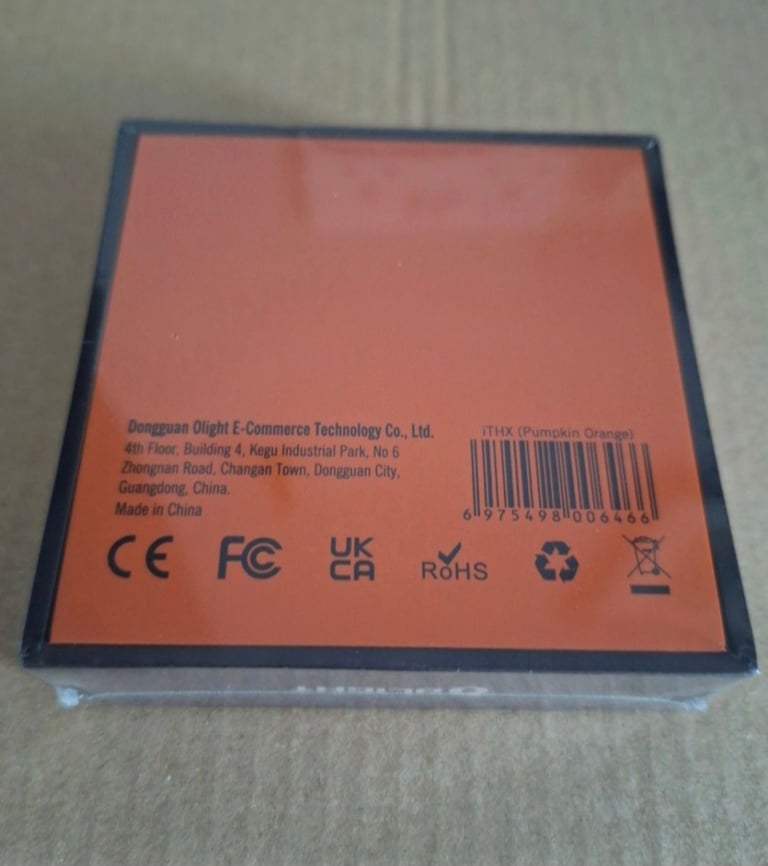 Dongguan Olight E-Commerce Technology Co., Ltd.
4th Floor, Building 4, Kegu Industrial Park, No 6
Zhongnan Road, Changan Town, Dongguan City,
Guangdong, China.
Made in China
iTHX (Pumpkin Orange)
6 975498 006466
CE
FC
UK
CA
RoHS
OLIGHT